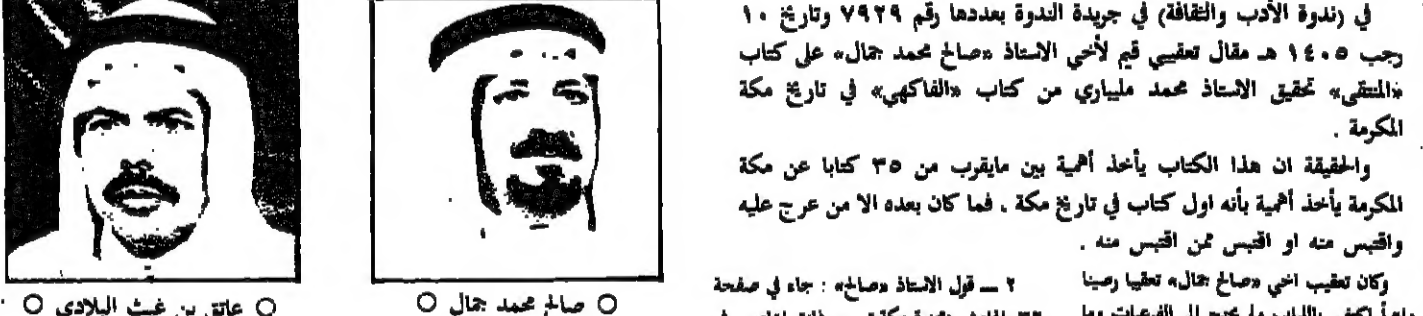 في (ندوة الأدب والثقافة) في جريدة الندوة بعددها رقم ٧٩٢٩ وتاريخ ١٠
رجب ١٤٠٥ هـ مقال تعقيبي قيم لأخي الاستاذ «صالح محمد جمال» على كتاب
«المنتقى» تحقيق الاستاذ محمد مليباري من كتاب «الفاكهي» في تاريخ مكة
المكرمة .
والحقيقة ان هذا الكتاب يأخذ أهمية بين مايقرب من ٣٥ كتابا عن مكة
المكرمة يأخذ أهمية بأنه اول كتاب في تاريخ مكة . فما كان بعده الا من عرج عليه
واقتبس منه او اقتبس ممن اقتبس منه .
وكان تعقيب اخي «صالح جمال» تعقيبا رصينا
٢ ــ قول الاستاذ «صالح» : جاء في صفحة
○ صالح محمد جمال ○
○ عاتق بن غيث البلادي ○